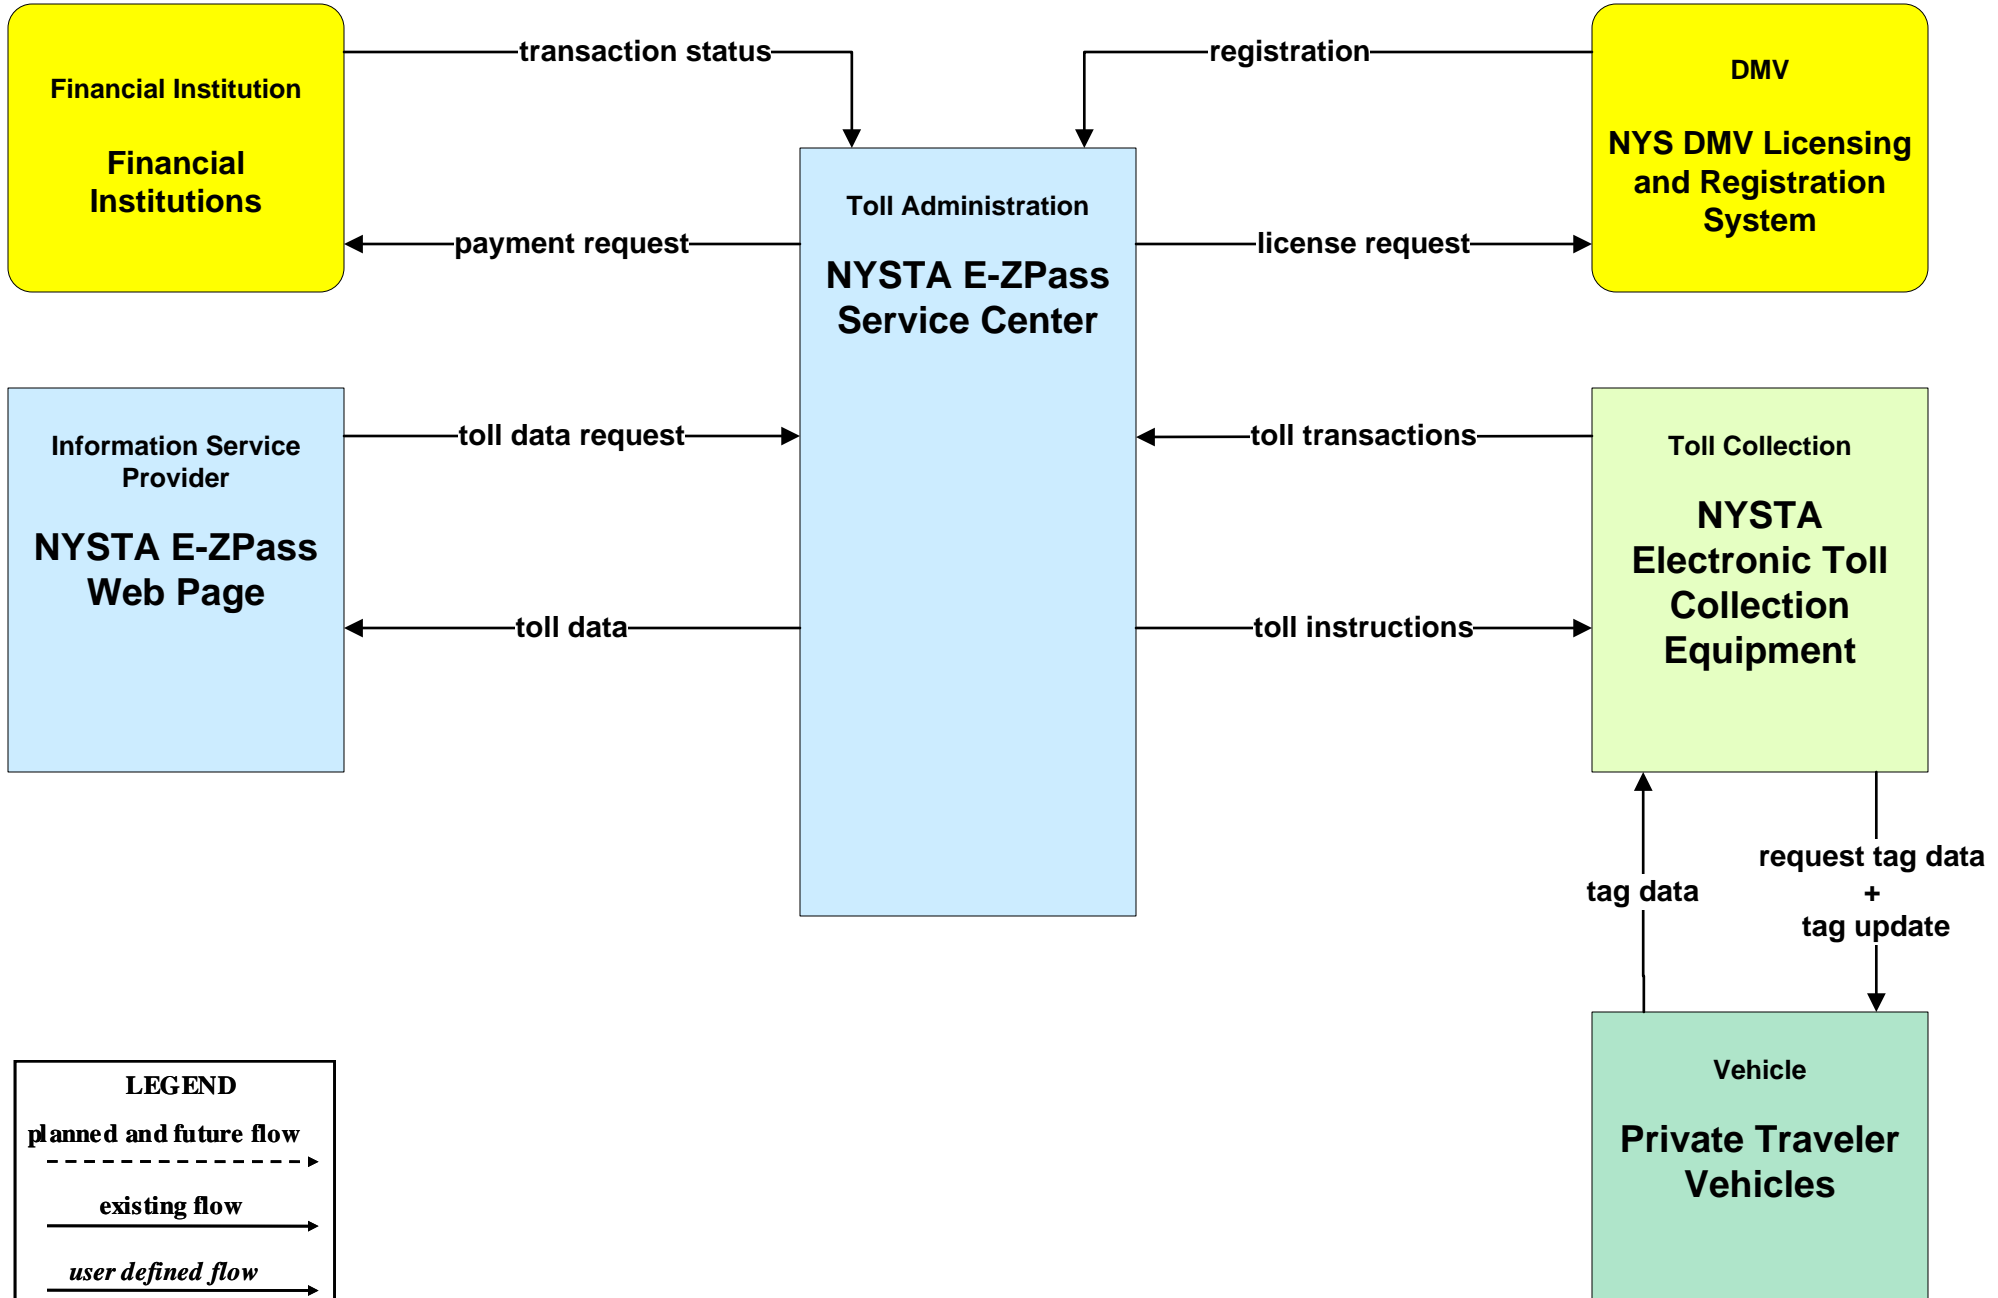 transaction status
registration
Financial Institution
Financial
Institutions
DMV
NYS DMV Licensing
and Registration
System
Toll Administration
NYSTA E-ZPass
Service Center
payment request
license request
Information Service
Provider
NYSTA E-ZPass
Web Page
toll data request
toll transactions
Toll Collection
NYSTA
Electronic Toll
Collection
Equipment
toll data
toll instructions
tag data
request tag data
+
tag update
Vehicle
Private Traveler
Vehicles
LEGEND
planned and future flow
existing flow
user defined flow